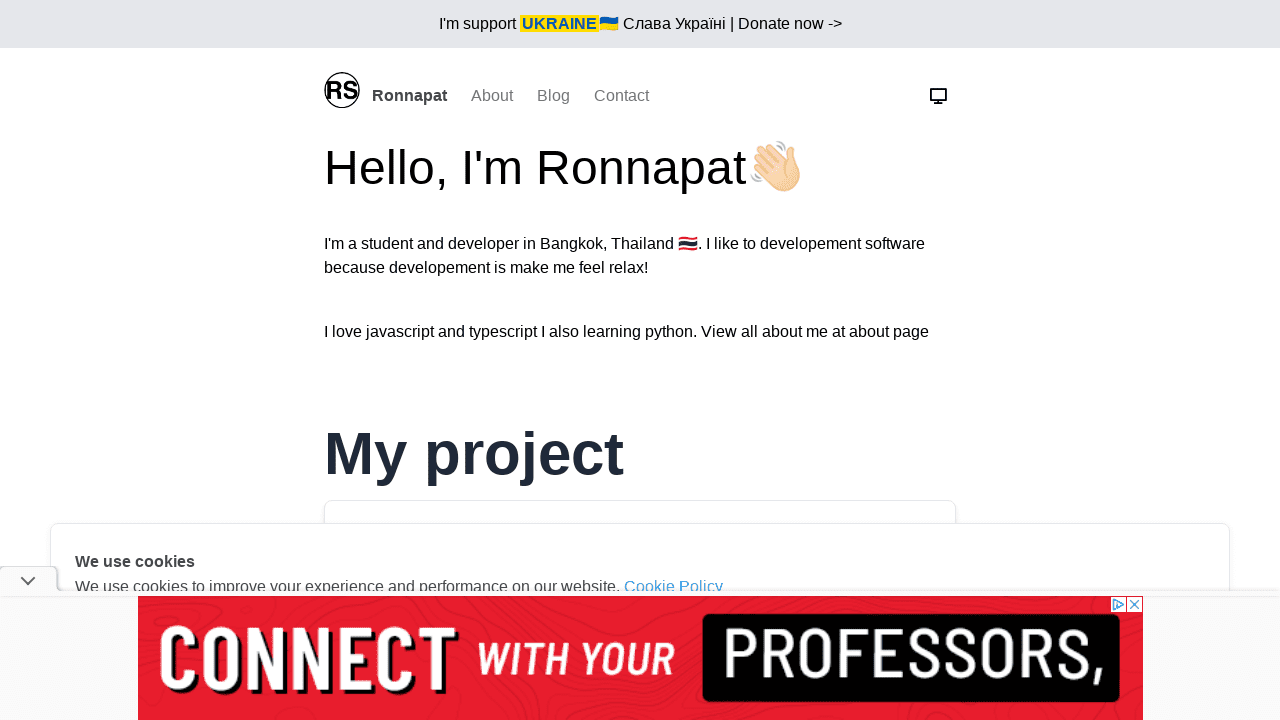 I'm support UKRAINE🇺🇦 Слава Україні | Donate now ->
RS Ronnapat About Blog Contact
Hello, I'm Ronnapat👋🏻
I'm a student and developer in Bangkok, Thailand 🇹🇭. I like to developement software
because developement is make me feel relax!
I love javascript and typescript I also learning python. View all about me at about page
My project
We use cookies
We use cookies to improve your experience and performance on our website. Cookie Policy
CONNECT WITH YOUR PROFESSORS,